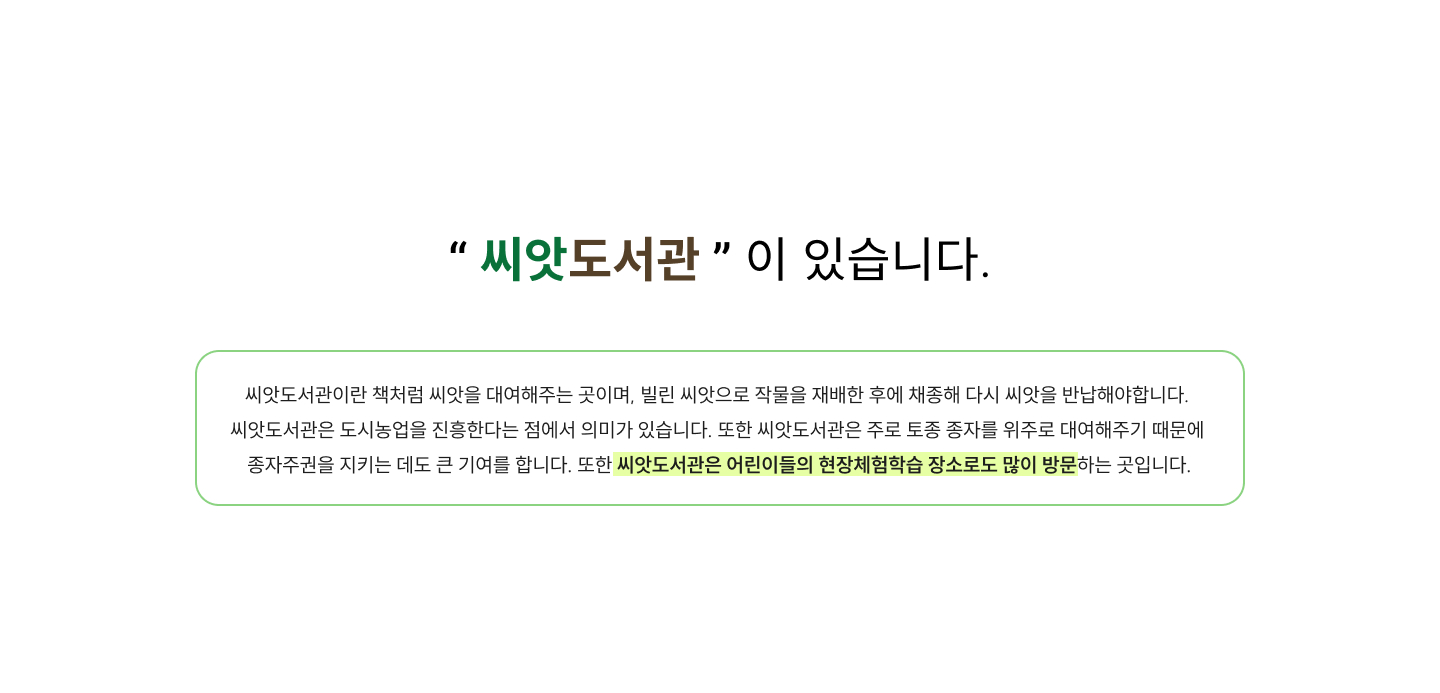 “ 씨앗도서관 ” 이 있습니다.
씨앗도서관이란 책처럼 씨앗을 대여해주는 곳이며, 빌린 씨앗으로 작물을 재배한 후에 채종해 다시 씨앗을 반납해야합니다.
씨앗도서관은 도시농업을 진흥한다는 점에서 의미가 있습니다. 또한 씨앗도서관은 주로 토종 종자를 위주로 대여해주기 때문에
종자주권을 지키는 데도 큰 기여를 합니다. 또한 씨앗도서관은 어린이들의 현장체험학습 장소로도 많이 방문하는 곳입니다.